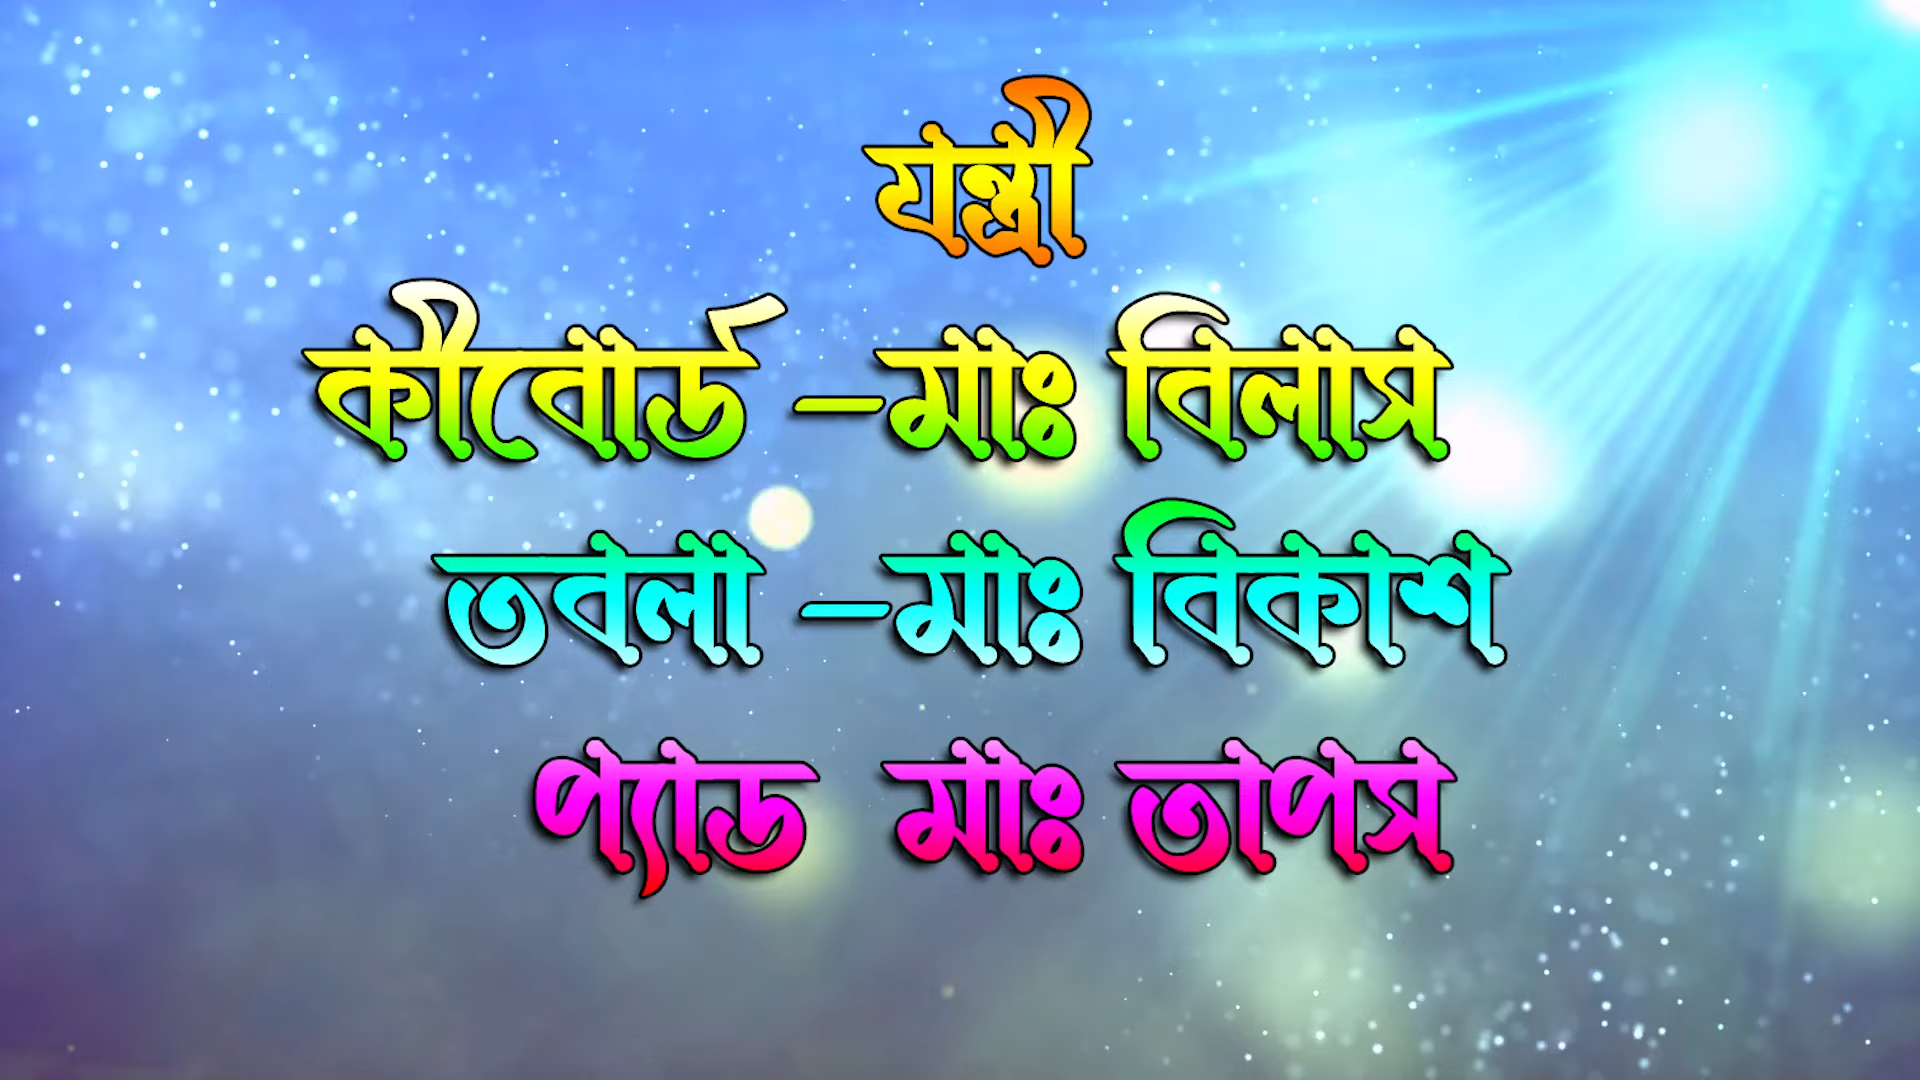 যন্ত্রী
কীবোর্ড –মাঃ বিলাস
তবলা –মাঃ বিকাশ
প্যাড মাঃ তাপস